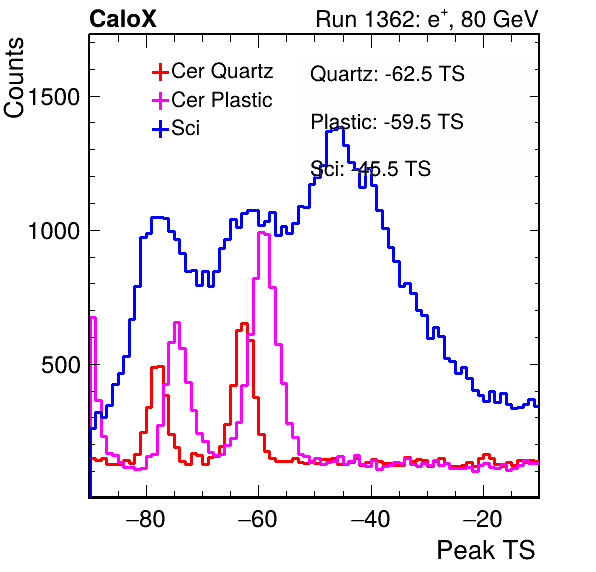 CaloX
Run 1362: e+, 80 GeV
Counts
Cer Quartz
Cer Plastic
Sci
Quartz: -62.5 TS
Plastic: -59.5 TS
Sci: -45.5 TS
1500
1000
500
−80
−60
−40
−20
Peak TS